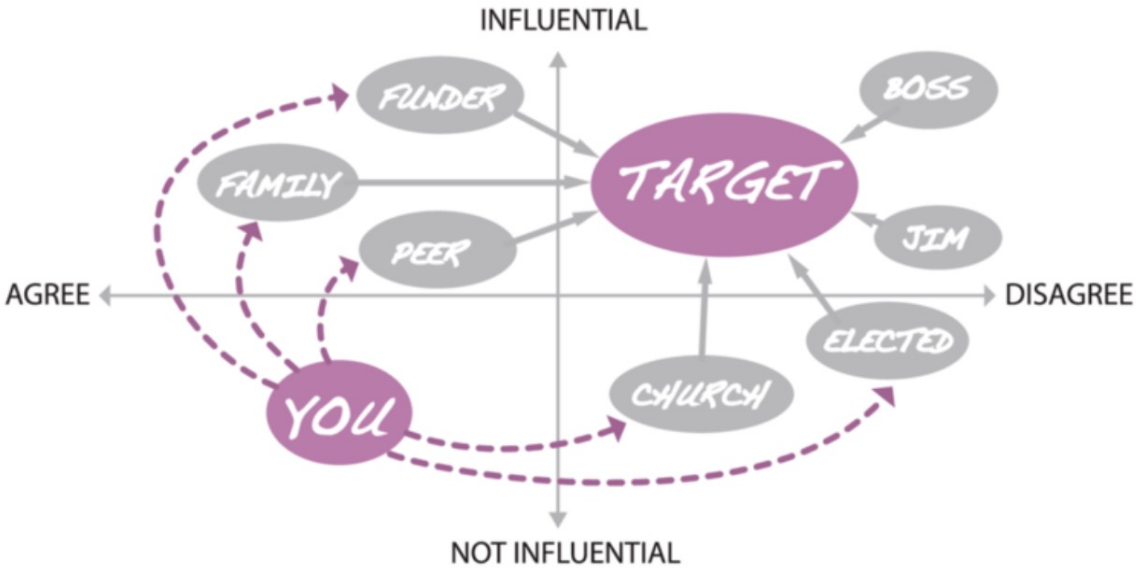 INFLUENTIAL
FUNDER
BOSS
FAMILY
TARGET
PEER
JIM
AGREE
DISAGREE
ELECTED
CHURCH
YOU
NOT INFLUENTIAL